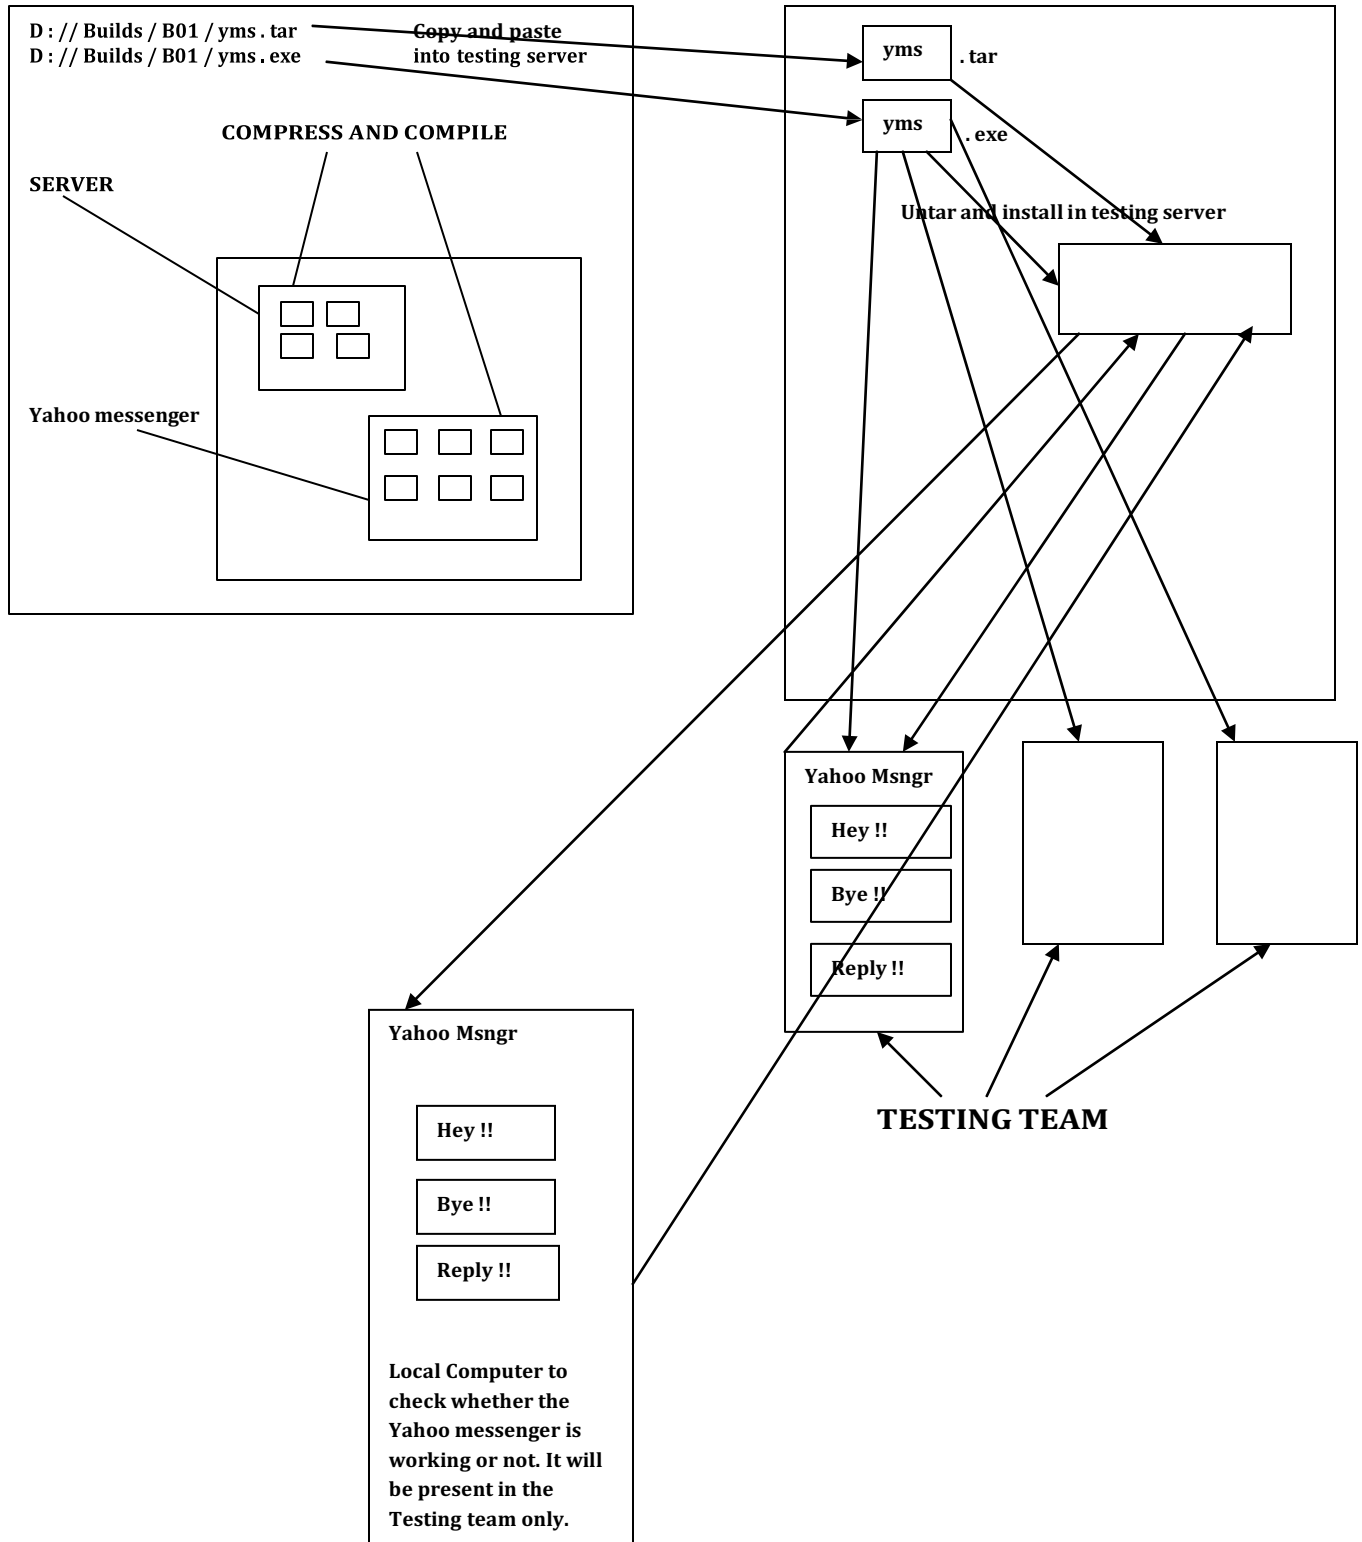 D : // Builds / B01 / yms . tar
D : // Builds / B01 / yms . exe
Copy and paste
into testing server
COMPRESS AND COMPILE
SERVER
Yahoo messenger
yms
. tar
yms
. exe
Untar and install in testing server
Yahoo Msngr
Hey !!
Bye !!
Reply !!
TESTING TEAM
Yahoo Msngr
Hey !!
Bye !!
Reply !!
Local Computer to
check whether the
Yahoo messenger is
working or not. It will
be present in the
Testing team only.